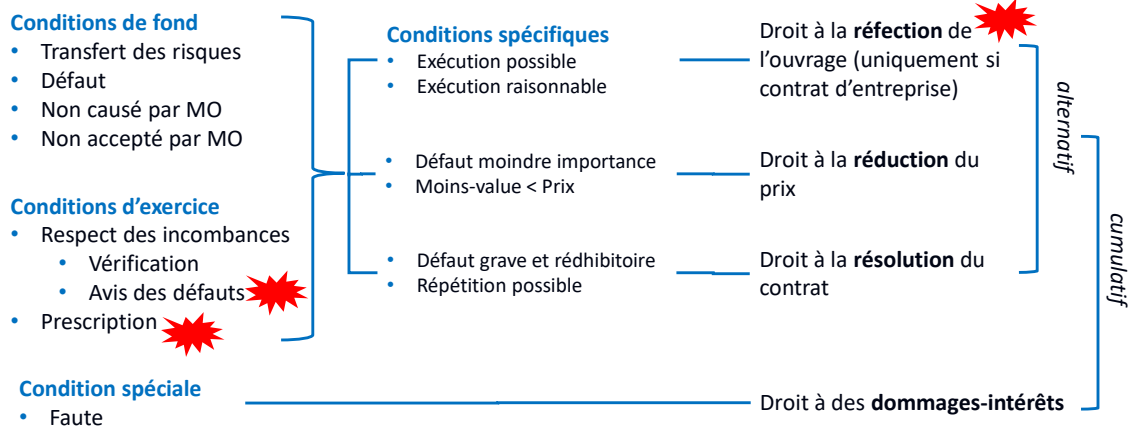 Conditions de fond
• Transfert des risques
• Défaut
• Non causé par MO
• Non accepté par MO
Conditions d'exercice
• Respect des incombances
• Vérification
• Avis des défauts
• Prescription
Conditions spécifiques
• Exécution possible
• Exécution raisonnable
• Défaut moindre importance
• Moins-value < Prix
• Défaut grave et rédhibitoire
• Répétition possible
Droit à la réfection de
l'ouvrage (uniquement si
contrat d'entreprise)
Droit à la réduction du
prix
Droit à la résolution du
contrat
alternatif
cumulatif
Condition spéciale
• Faute
Droit à des dommages-intérêts